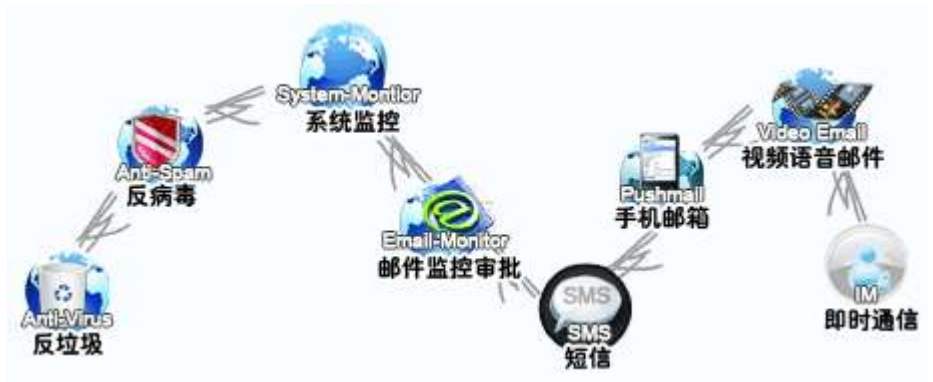 System-Montior
系统监控
Anti-Spam
反病毒
Anti-Virus
反垃圾
Email-Monitor
邮件监控审批
SMS
SMS
短信
Pushmail
手机邮箱
Video Email
视频语音邮件
IM
即时通信